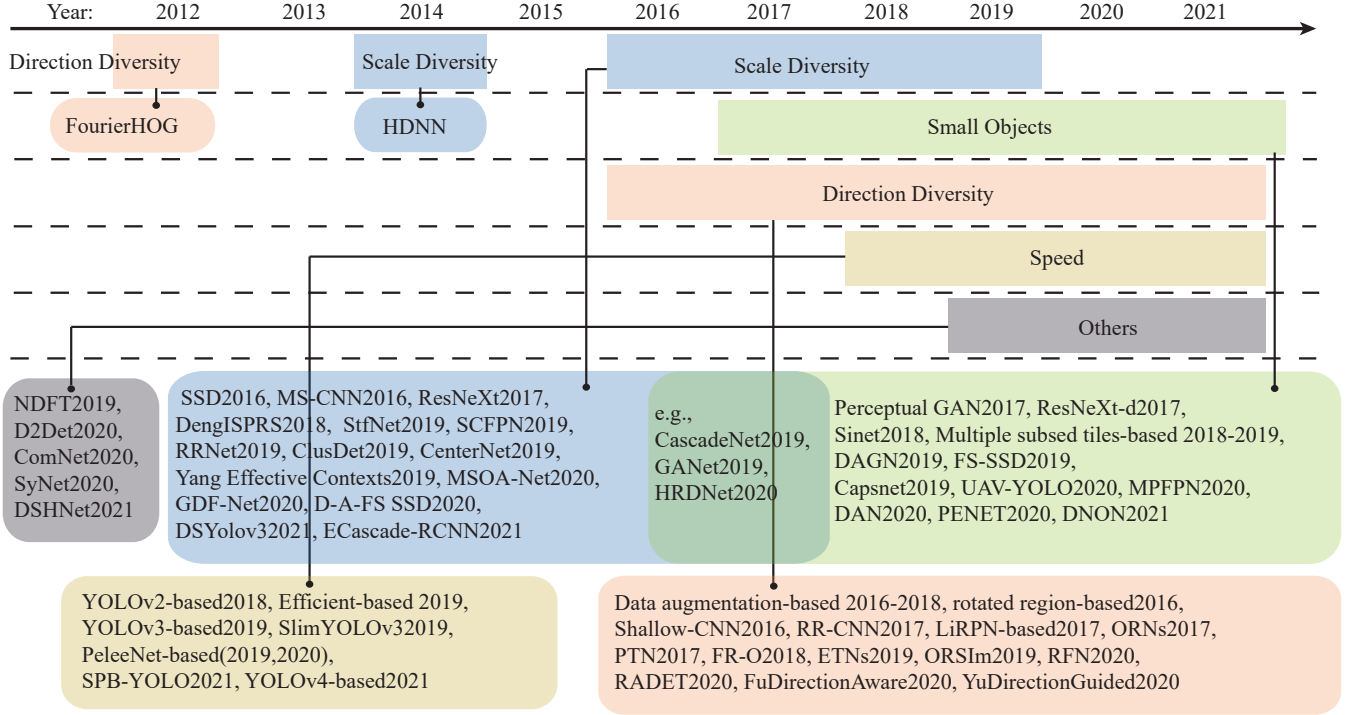 Year: 2012 2013 2014 2015 2016 2017 2018 2019 2020 2021
Direction Diversity
Scale Diversity
Scale Diversity
FourierHOG
HDNN
Small Objects
Direction Diversity
Speed
Others
NDFT2019,
D2Det2020,
ComNet2020,
SyNet2020,
DSHNet2021
SSD2016, MS-CNN2016, ResNeXt2017,
DengISPRS2018, StfNet2019, SCFPN2019,
RRNet2019, ClusDet2019, CenterNet2019,
Yang Effective Contexts2019, MSOA-Net2020,
GDF-Net2020, D-A-FS SSD2020,
DSYolov32021, ECascade-RCNN2021
e.g.,
CascadeNet2019,
GANet2019,
HRDNet2020
Perceptual GAN2017, ResNeXt-d2017,
Sinet2018, Multiple subsed tiles-based 2018-2019,
DAGN2019, FS-SSD2019,
Capsnet2019, UAV-YOLO2020, MPFPN2020,
DAN2020, PENET2020, DNON2021
YOLOv2-based2018, Efficient-based 2019,
YOLOv3-based2019, SlimYOLOv32019,
PeleeNet-based(2019,2020),
SPB-YOLO2021, YOLOv4-based2021
Data augmentation-based 2016-2018, rotated region-based2016,
Shallow-CNN2016, RR-CNN2017, LiRPN-based2017, ORNs2017,
PTN2017, FR-O2018, ETNs2019, ORSIm2019, RFN2020,
RADET2020, FuDirectionAware2020, YuDirectionGuided2020